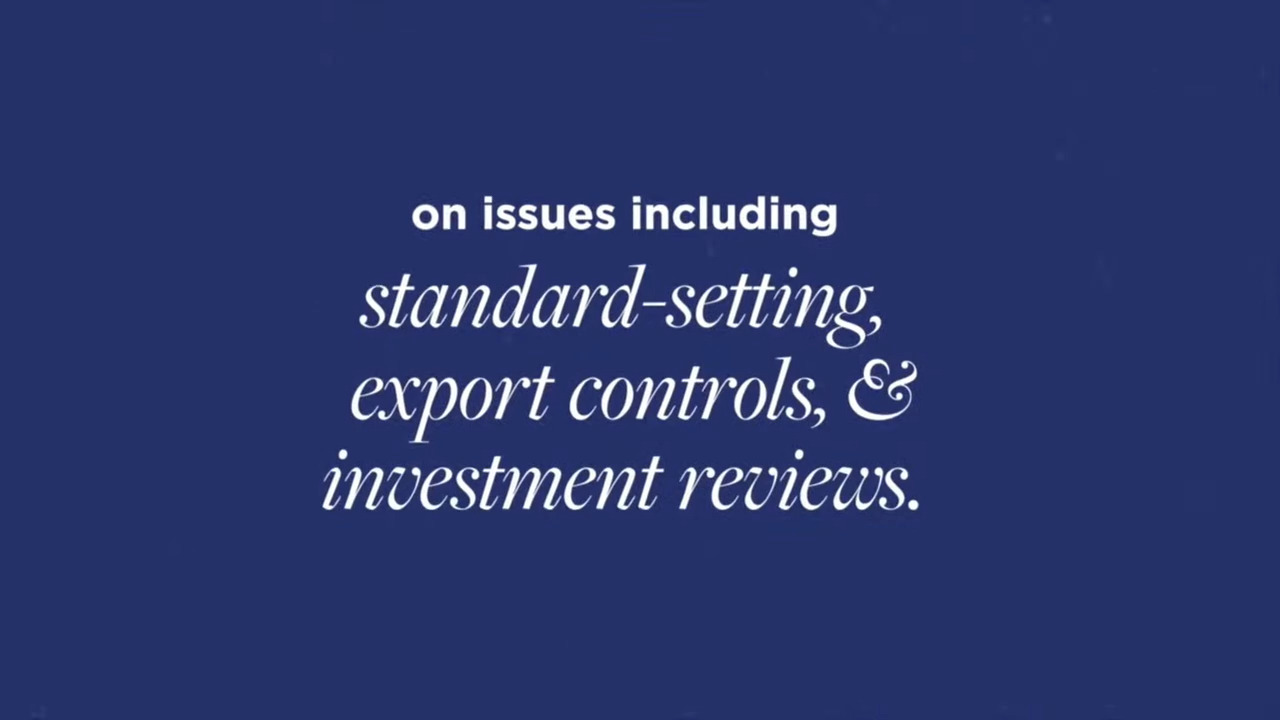 on issues including
standard-setting,
export controls, &
investment reviews.